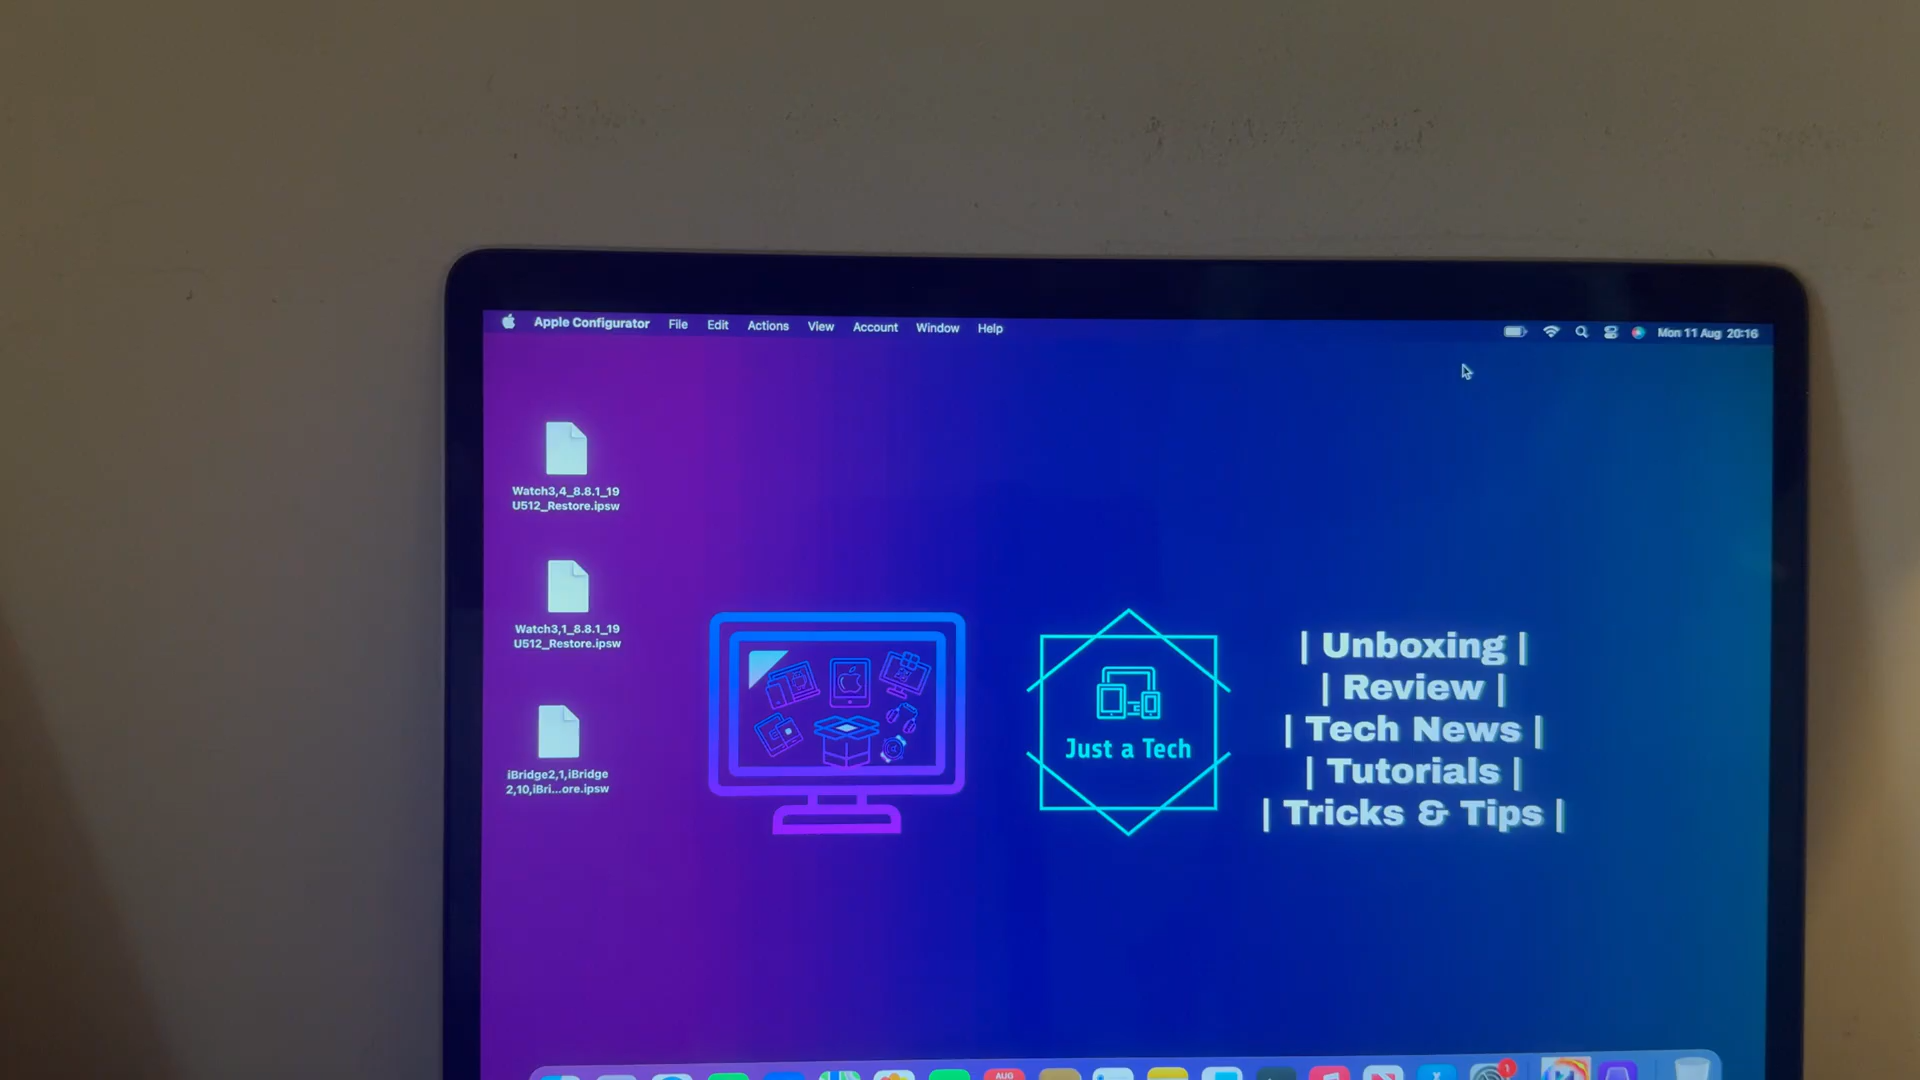 Apple Configurator File Edit Actions View Account Window Help
Mon 11 Aug 20:16
Watch3,4_8.8.1_19
U512_Restore.ipsw
Watch3,1_8.8.1_19
U512_Restore.ipsw
iBridge2,1,iBridge
2,10,iBri...ore.ipsw
Just a Tech
| Unboxing |
| Review |
| Tech News |
| Tutorials |
| Tricks & Tips |
AUG
1